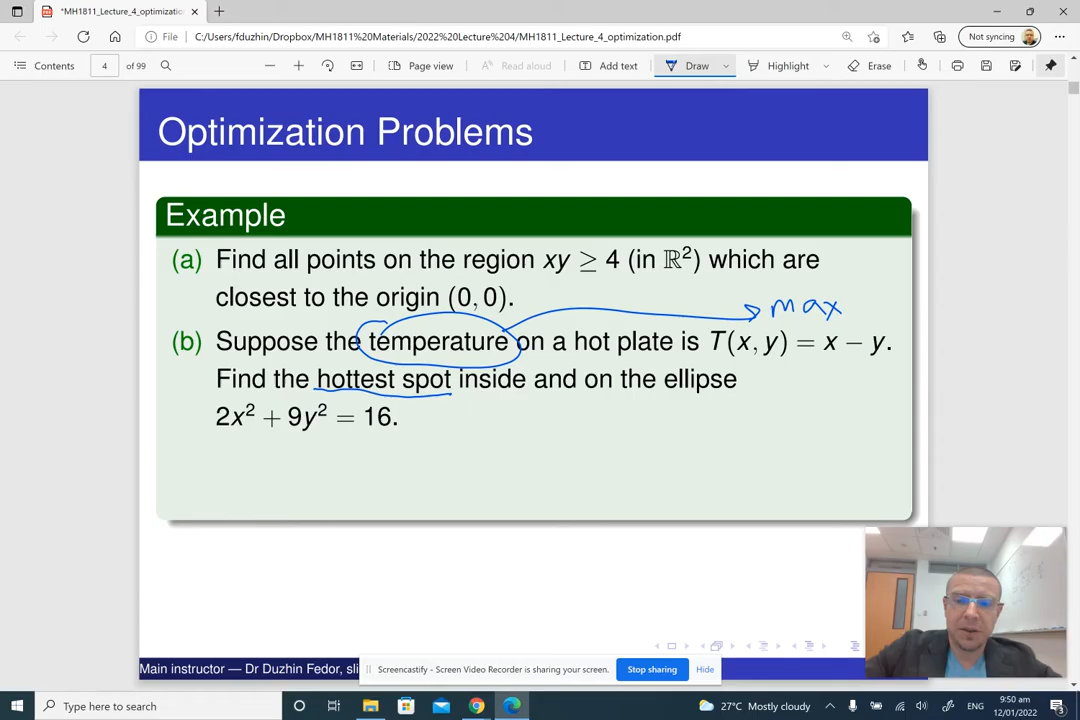 *MH1811_Lecture_4_optimizatio
File
C:/Users/fduzhin/Dropbox/MH1811%20Materials/2022%20Lecture%204/MH1811_Lecture_4_optimization.pdf
Not syncing
Contents
4 of 99
Page view
Read aloud
Add text
Draw
Highlight
Erase
Optimization Problems
Example
(a) Find all points on the region xy ≥ 4 (in ℝ²) which are
closest to the origin (0, 0).
max
(b) Suppose the temperature on a hot plate is T(x, y) = x − y.
Find the hottest spot inside and on the ellipse
2x² + 9y² = 16.
Main instructor — Dr Duzhin Fedor, sli
Screencastify - Screen Video Recorder is sharing your screen.
Stop sharing
Hide
Type here to search
27°C Mostly cloudy
ENG
9:50 am
12/01/2022
3